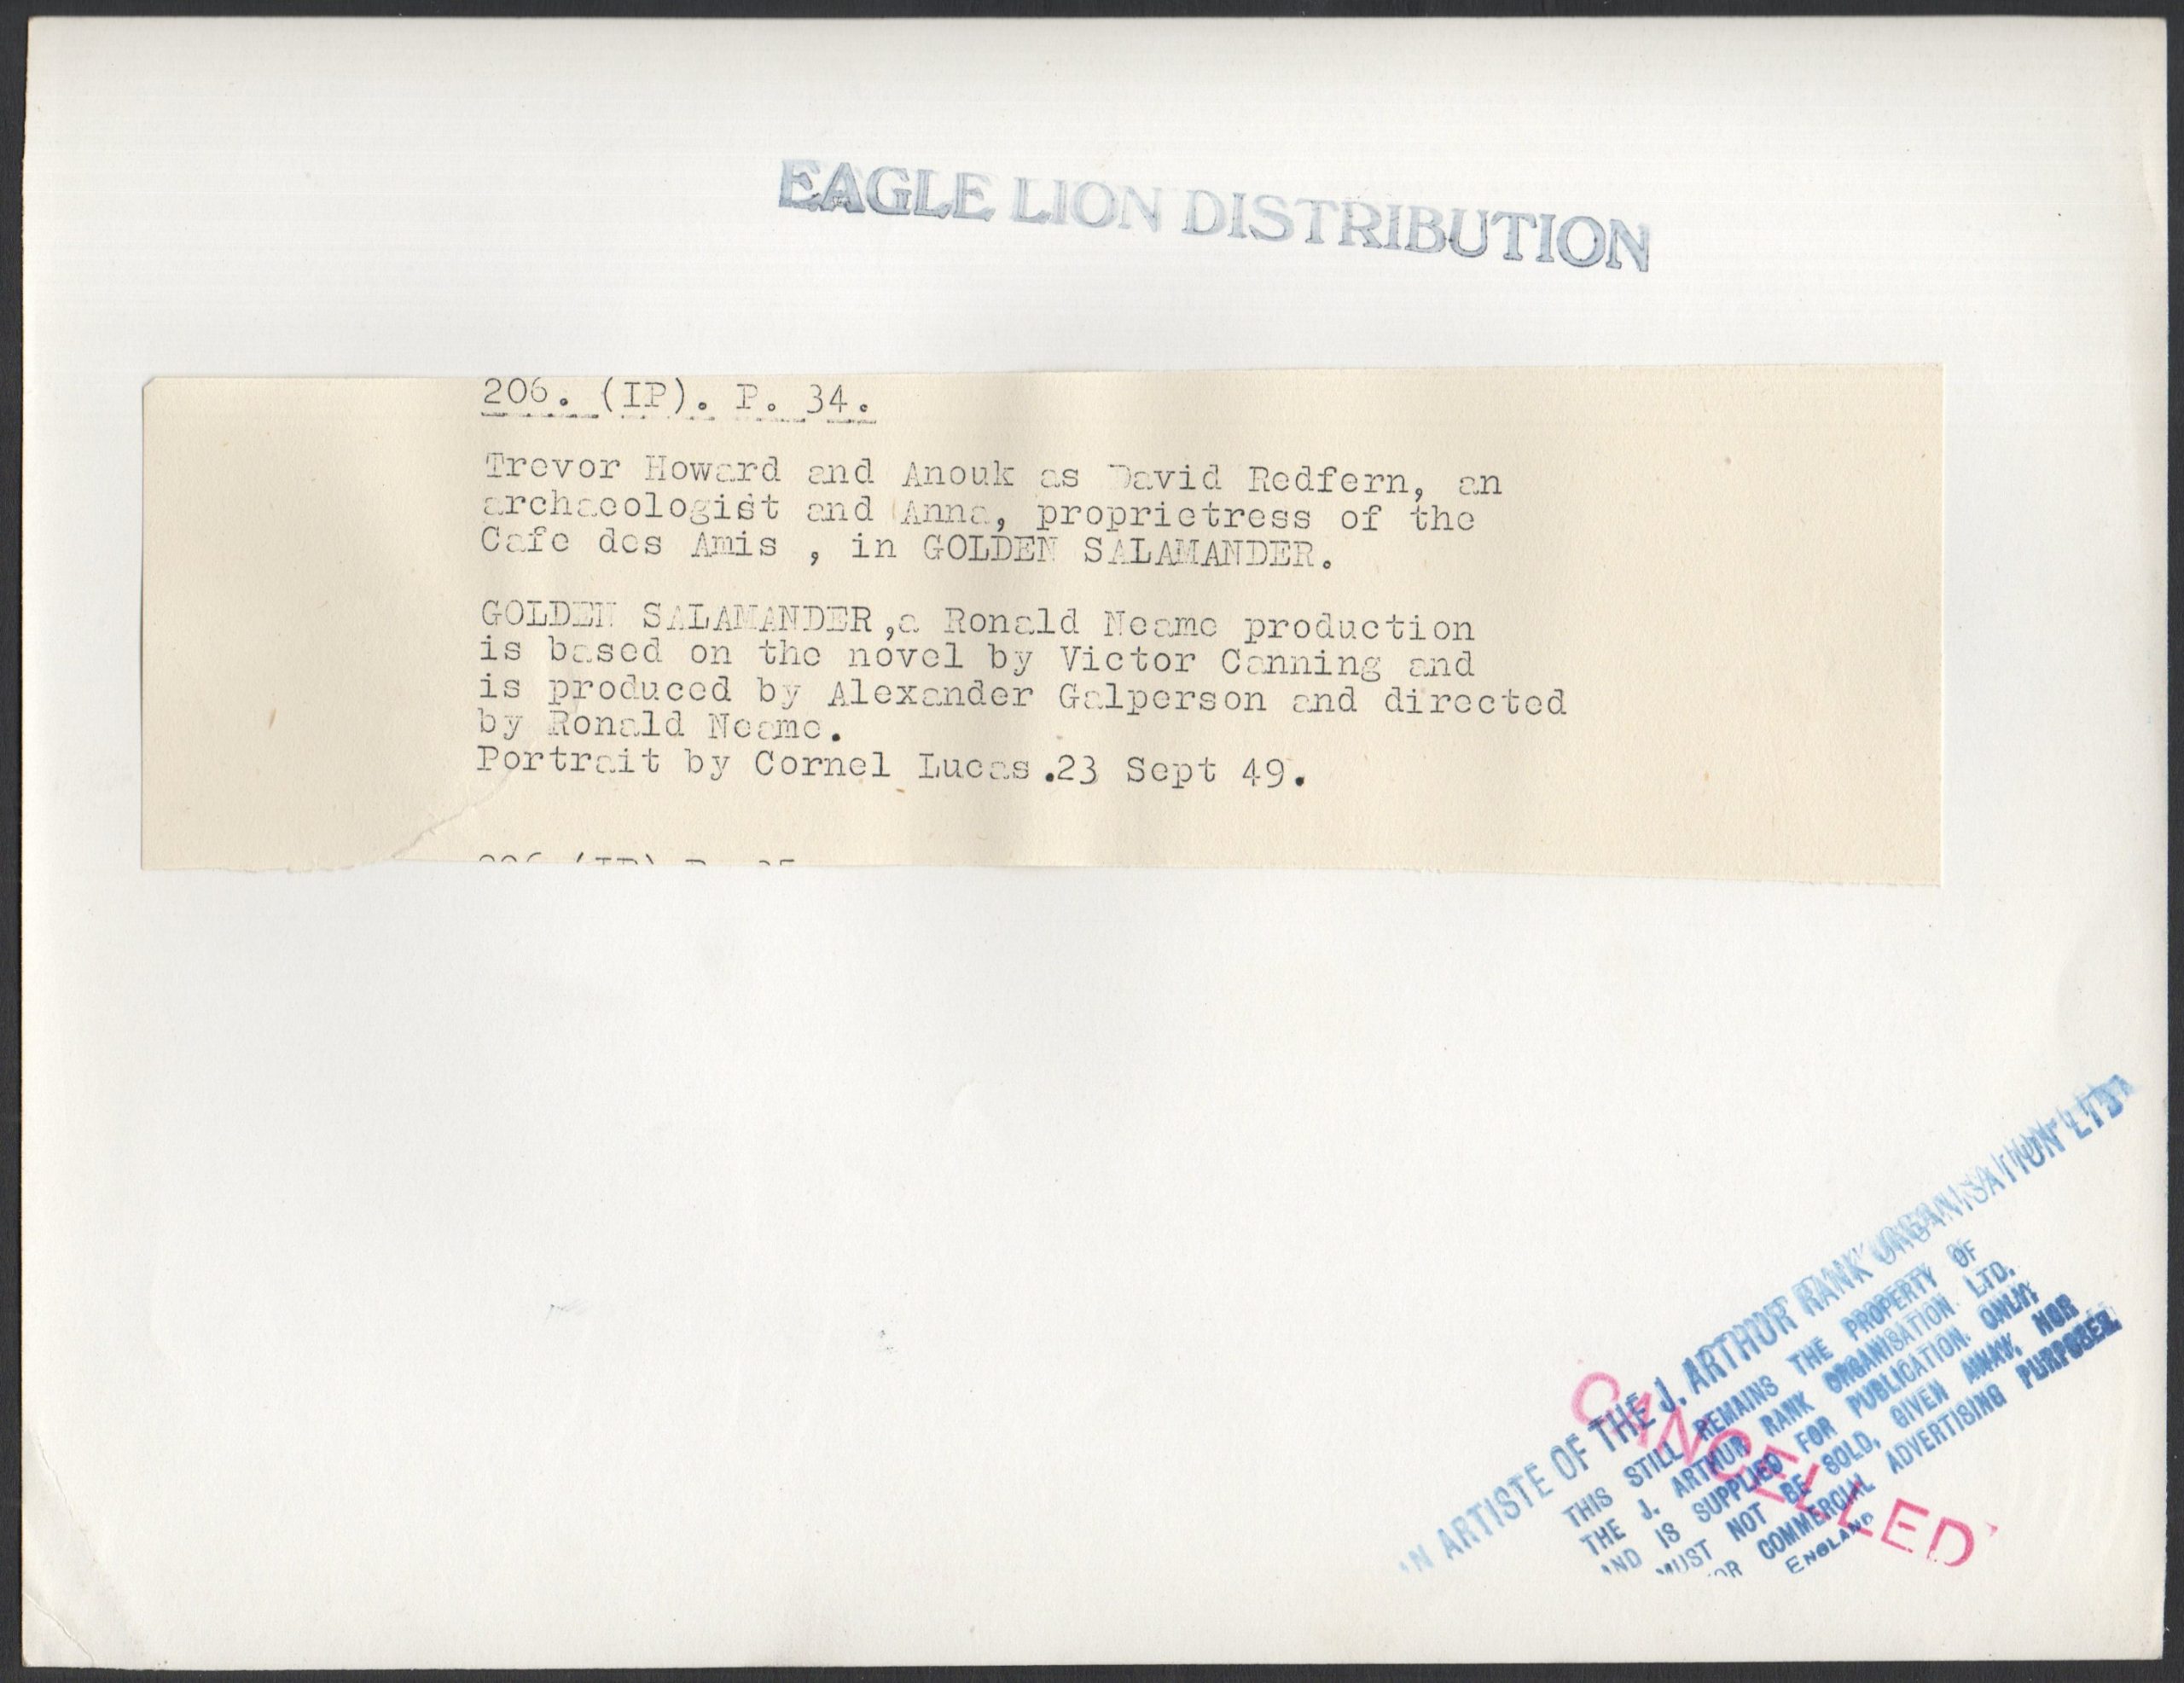 EAGLE LION DISTRIBUTION
206. (IP). P. 34.
Trevor Howard and Anouk as David Redfern, an
archaeologist and Anna, proprietress of the
Cafe des Amis , in GOLDEN SALAMANDER.
GOLDEN SALAMANDER,a Ronald Neame production
is based on the novel by Victor Canning and
is produced by Alexander Galperson and directed
by Ronald Neame.
Portrait by Cornel Lucas.23 Sept 49.
AN ARTISTE OF THE J. ARTHUR RANK ORGANISATION LTD
THIS STILL REMAINS THE PROPERTY OF
THE J. ARTHUR RANK ORGANISATION LTD.
AND IS SUPPLIED FOR PUBLICATION ONLY,
MUST NOT BE SOLD, GIVEN AWAY, NOR
FOR COMMERCIAL ADVERTISING PURPOSES.
ENGLAND
CANCELLED